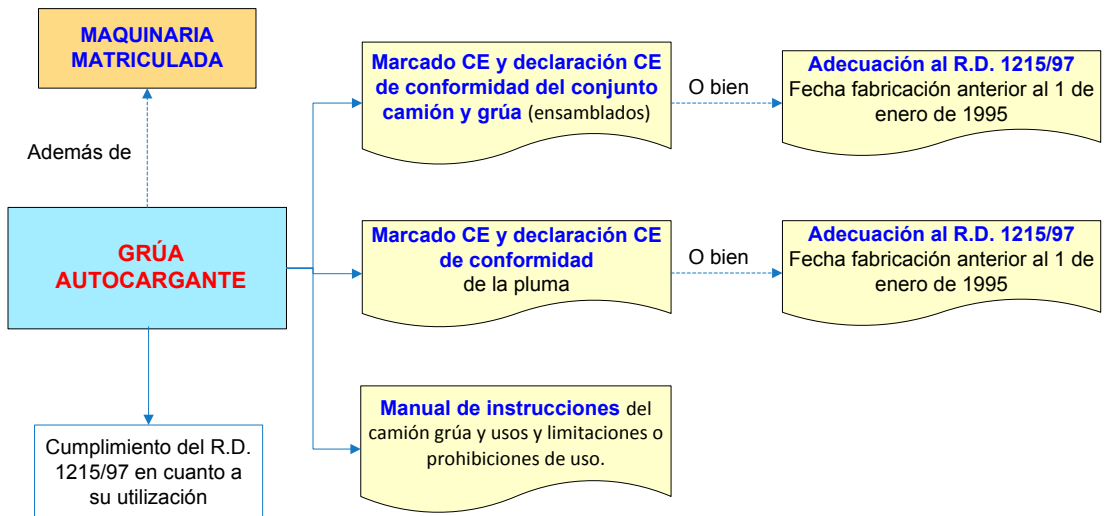 MAQUINARIA
MATRICULADA
Además de
GRÚA
AUTOCARGANTE
Cumplimiento del R.D.
1215/97 en cuanto a
su utilización
Marcado CE y declaración CE
de conformidad del conjunto
camión y grúa (ensamblados)
O bien
Adecuación al R.D. 1215/97
Fecha fabricación anterior al 1 de
enero de 1995
Marcado CE y declaración CE
de conformidad
de la pluma
O bien
Adecuación al R.D. 1215/97
Fecha fabricación anterior al 1 de
enero de 1995
Manual de instrucciones del
camión grúa y usos y limitaciones o
prohibiciones de uso.